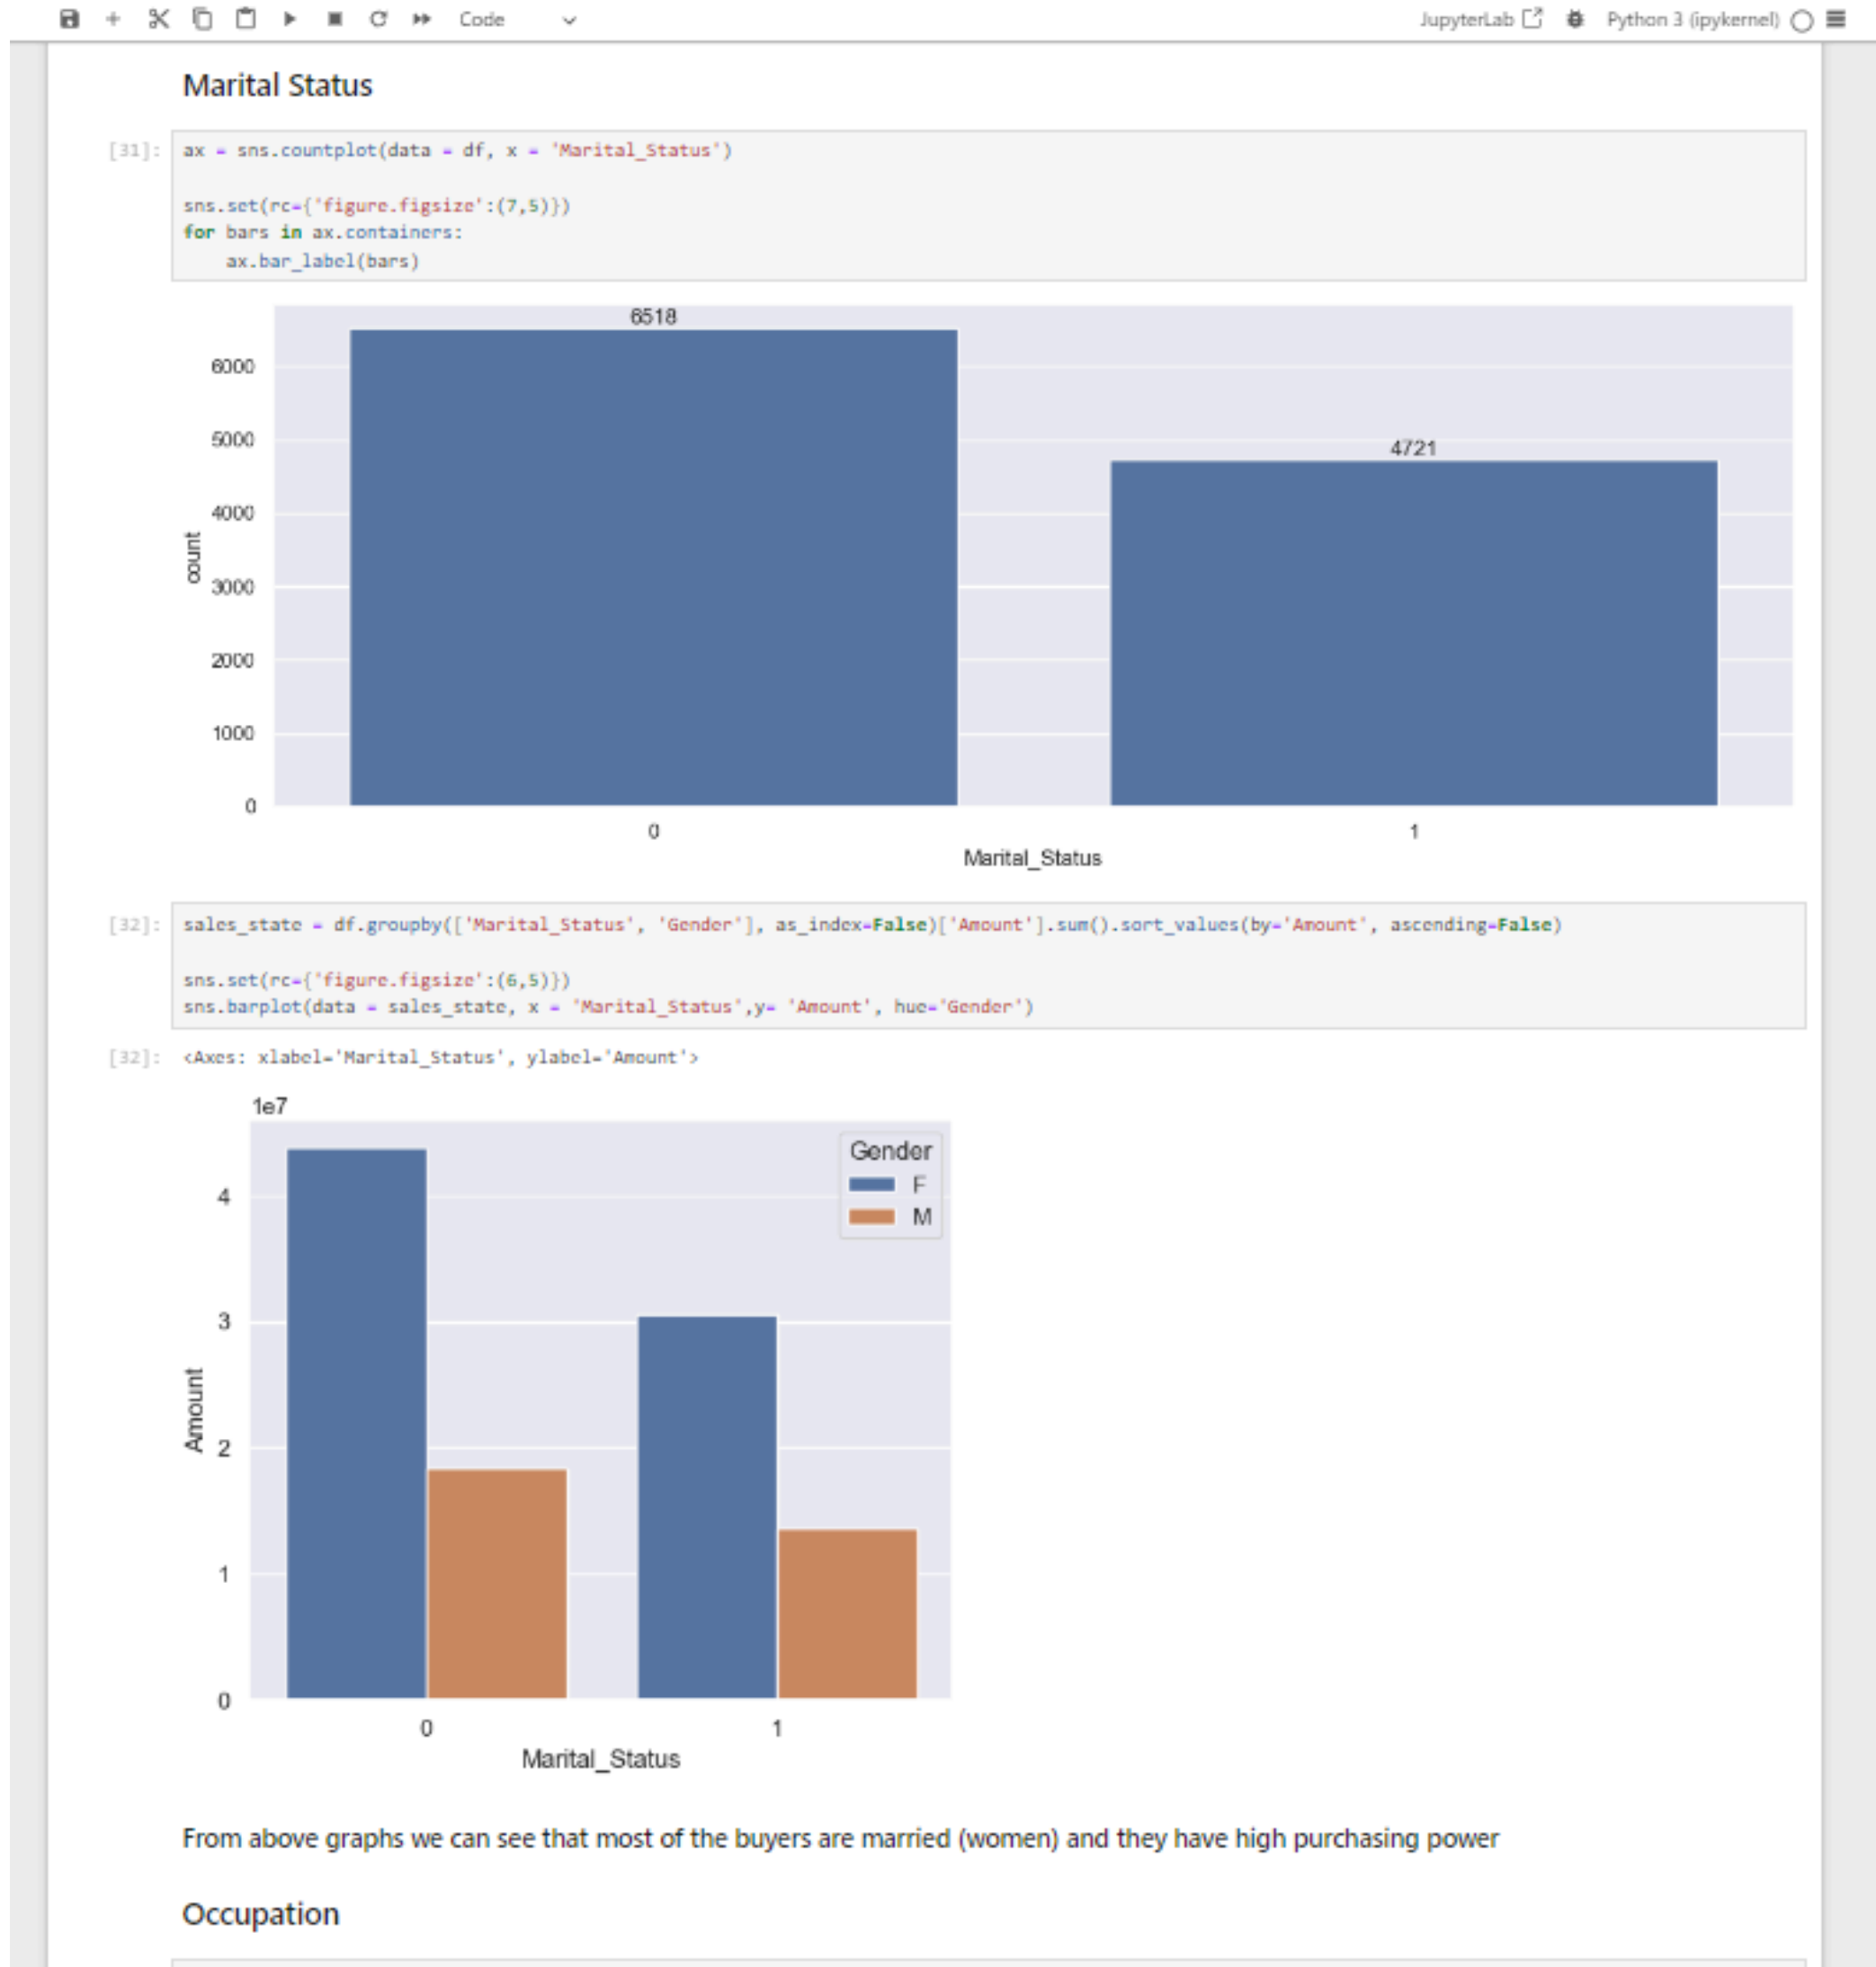 Code
JupyterLab
Python 3 (ipykernel)
Marital Status
[31]:
ax = sns.countplot(data = df, x = 'Marital_Status')
sns.set(rc={'figure.figsize':(7,5)})
for bars in ax.containers:
    ax.bar_label(bars)
6518
4721
6000
5000
4000
3000
2000
1000
0
count
0
1
Marital_Status
[32]:
sales_state = df.groupby(['Marital_Status', 'Gender'], as_index=False)['Amount'].sum().sort_values(by='Amount', ascending=False)
sns.set(rc={'figure.figsize':(6,5)})
sns.barplot(data = sales_state, x = 'Marital_Status',y= 'Amount', hue='Gender')
[32]:
<Axes: xlabel='Marital_Status', ylabel='Amount'>
1e7
Gender
F
M
4
3
2
1
0
Amount
0
1
Marital_Status
From above graphs we can see that most of the buyers are married (women) and they have high purchasing power
Occupation